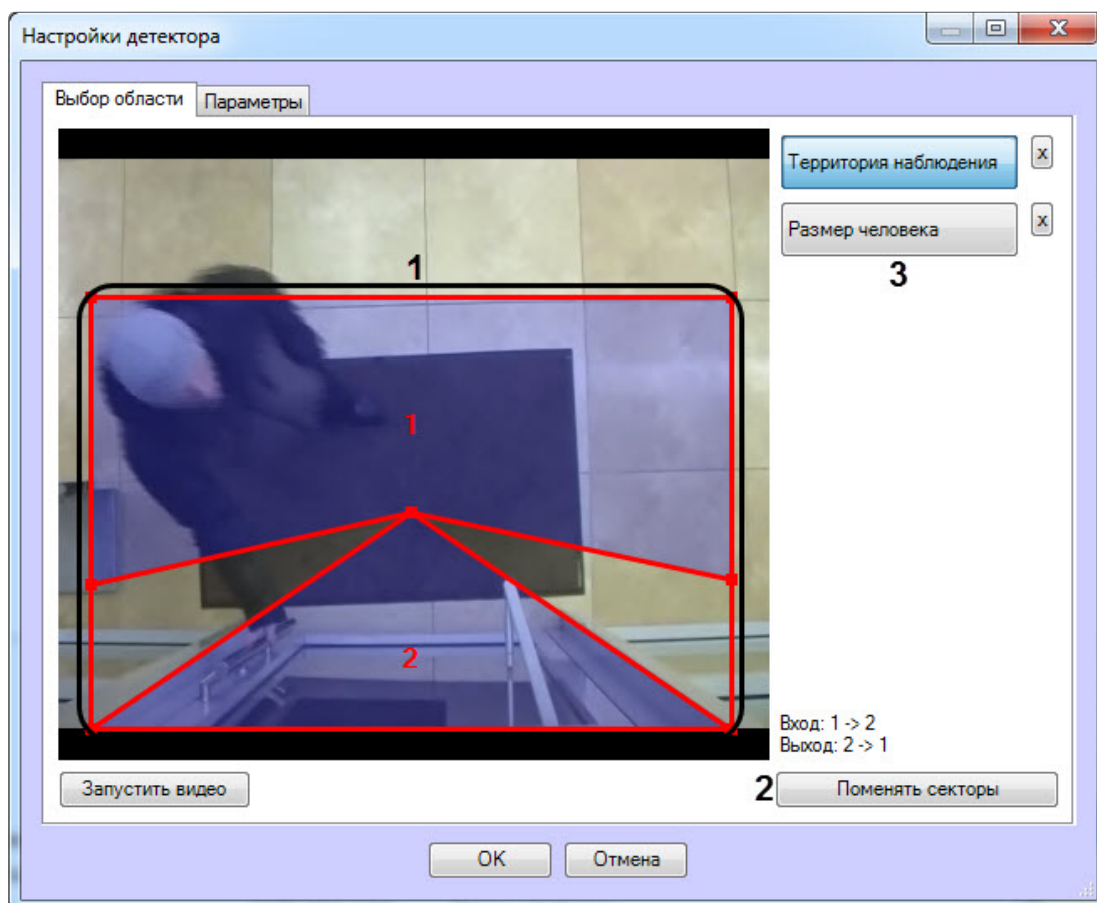 Настройки детектора
Выбор области
Параметры
Территория наблюдения
x
Размер человека
x
1
3
1
2
Вход: 1 -> 2
Выход: 2 -> 1
Запустить видео
2
Поменять секторы
OK
Отмена